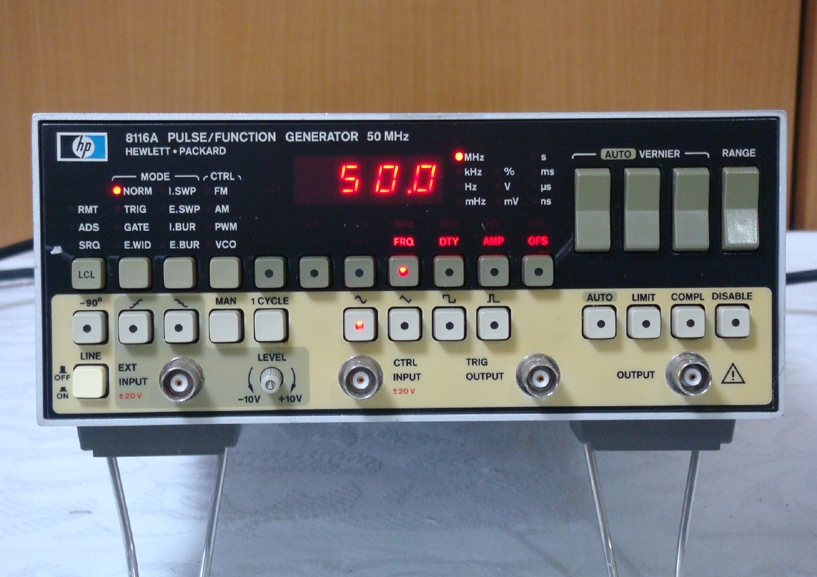 hp
8116A PULSE/FUNCTION GENERATOR 50 MHz
HEWLETT • PACKARD
50.0
MHz s
kHz % ms
Hz V µs
mHz mV ns
AUTO VERNIER RANGE
MODE CTRL
NORM I.SWP FM
RMT TRIG E.SWP AM
ADS GATE I.BUR PWM
SRQ E.WID E.BUR VCO
FRQ DTY AMP OFS
LCL
-90° MAN 1 CYCLE
AUTO LIMIT COMPL DISABLE
LINE
OFF
ON
EXT INPUT
±20V
LEVEL
-10V +10V
CTRL INPUT
±20V
TRIG OUTPUT
OUTPUT